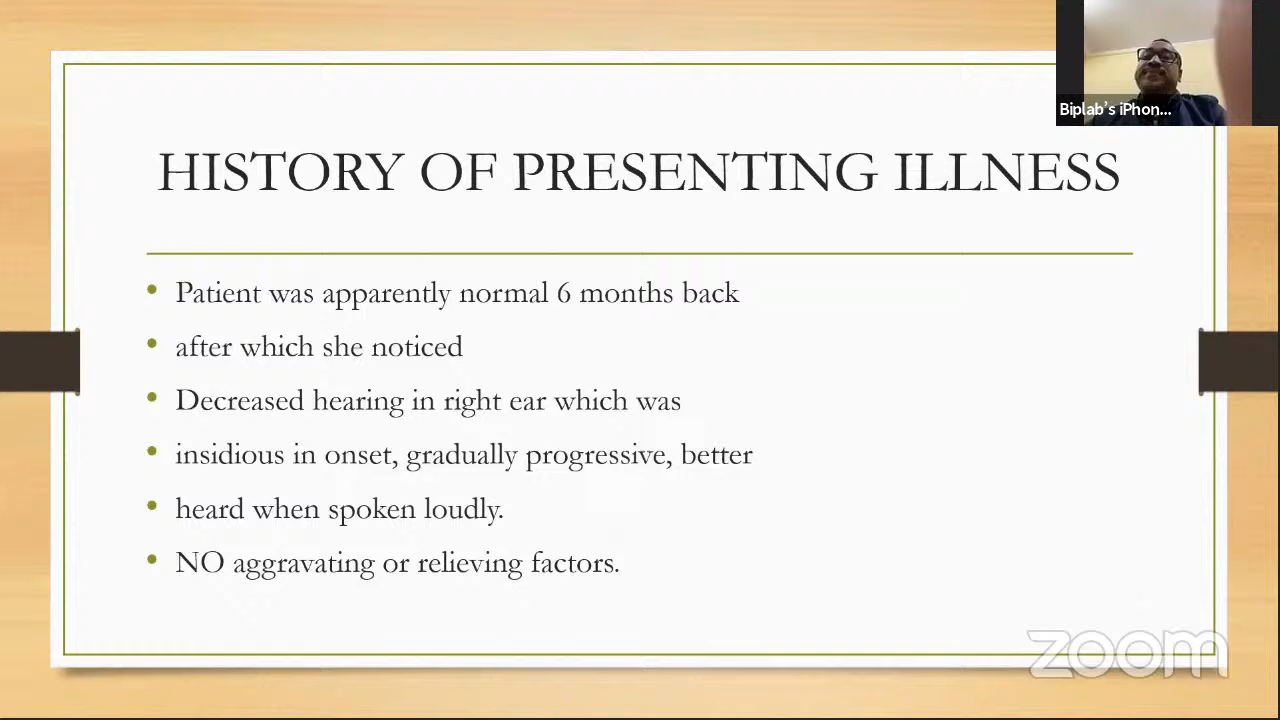 Biplab's iPhon...
HISTORY OF PRESENTING ILLNESS
• Patient was apparently normal 6 months back
• after which she noticed
• Decreased hearing in right ear which was
• insidious in onset, gradually progressive, better
• heard when spoken loudly.
• NO aggravating or relieving factors.
zoom